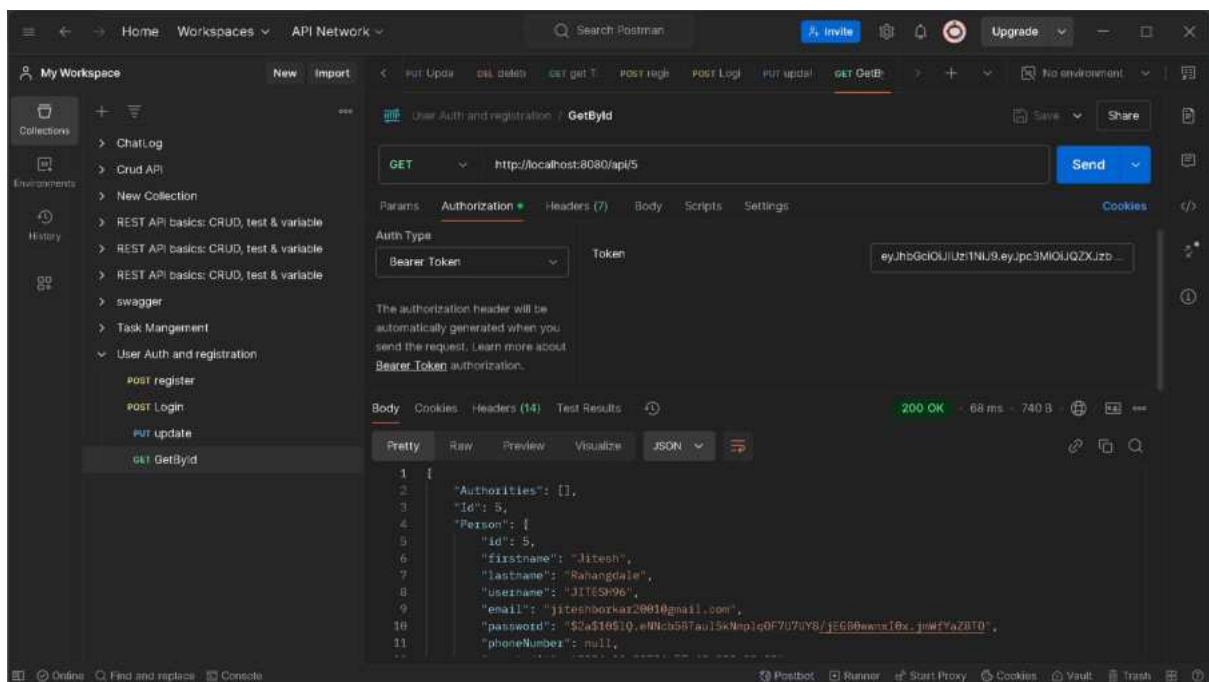 Home Workspaces API Network Search Postman Invite Upgrade
My Workspace New Import PUT Upda DEL deleti GET get T POST regis POST Logi PUT updat GET GetB No environment
Collections
Environments
History
ChatLog
Crud API
New Collection
REST API basics: CRUD, test & variable
REST API basics: CRUD, test & variable
REST API basics: CRUD, test & variable
swagger
Task Mangement
User Auth and registration
POST register
POST Login
PUT update
GET GetById
HTTP User Auth and registration / GetById Save Share
GET http://localhost:8080/api/5 Send
Params Authorization Headers (7) Body Scripts Settings Cookies
Auth Type
Bearer Token
Token
The authorization header will be
automatically generated when you
send the request. Learn more about
Bearer Token authorization.
Body Cookies Headers (14) Test Results 200 OK 68 ms 740 B
Pretty Raw Preview Visualize JSON
1 {
2 "Authorities": [],
3 "Id": 5,
4 "Person": {
5 "id": 5,
6 "firstname": "Jitesh",
7 "lastname": "Rahangdale",
8 "username": "JITESH96",
9 "email": "jiteshborkar2001@gmail.com",
10 "password":
11 "phoneNumber": null,
Online Find and replace Console Postbot Runner Start Proxy Cookies Vault Trash